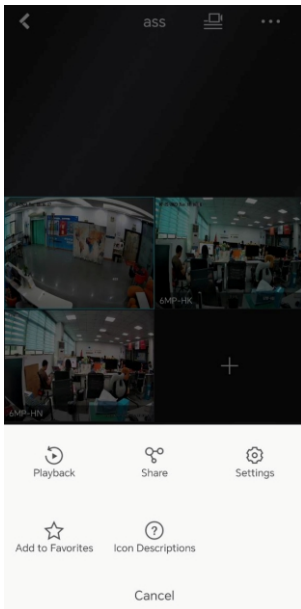 ass
6MP-HK
6MP-HN
Playback
Share
Settings
Add to Favorites
Icon Descriptions
Cancel